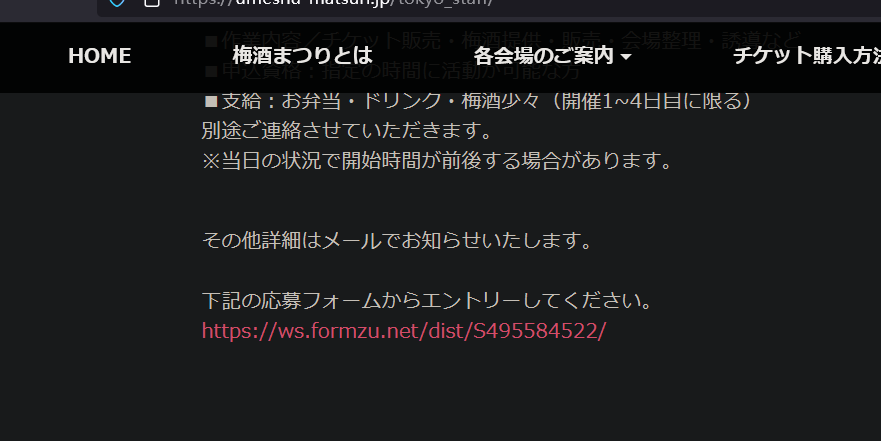 https://umeshu-matsuri.jp/tokyo_staff/
HOME 梅酒まつりとは 各会場のご案内 チケット購入方法
■作業内容／チケット販売・梅酒提供・販売・会場整理・誘導など
■申込資格：指定の時間に活動が可能な方
■支給：お弁当・ドリンク・梅酒少々（開催1~4日目に限る）
別途ご連絡させていただきます。
※当日の状況で開始時間が前後する場合があります。
その他詳細はメールでお知らせいたします。
下記の応募フォームからエントリーしてください。
https://ws.formzu.net/dist/S495584522/